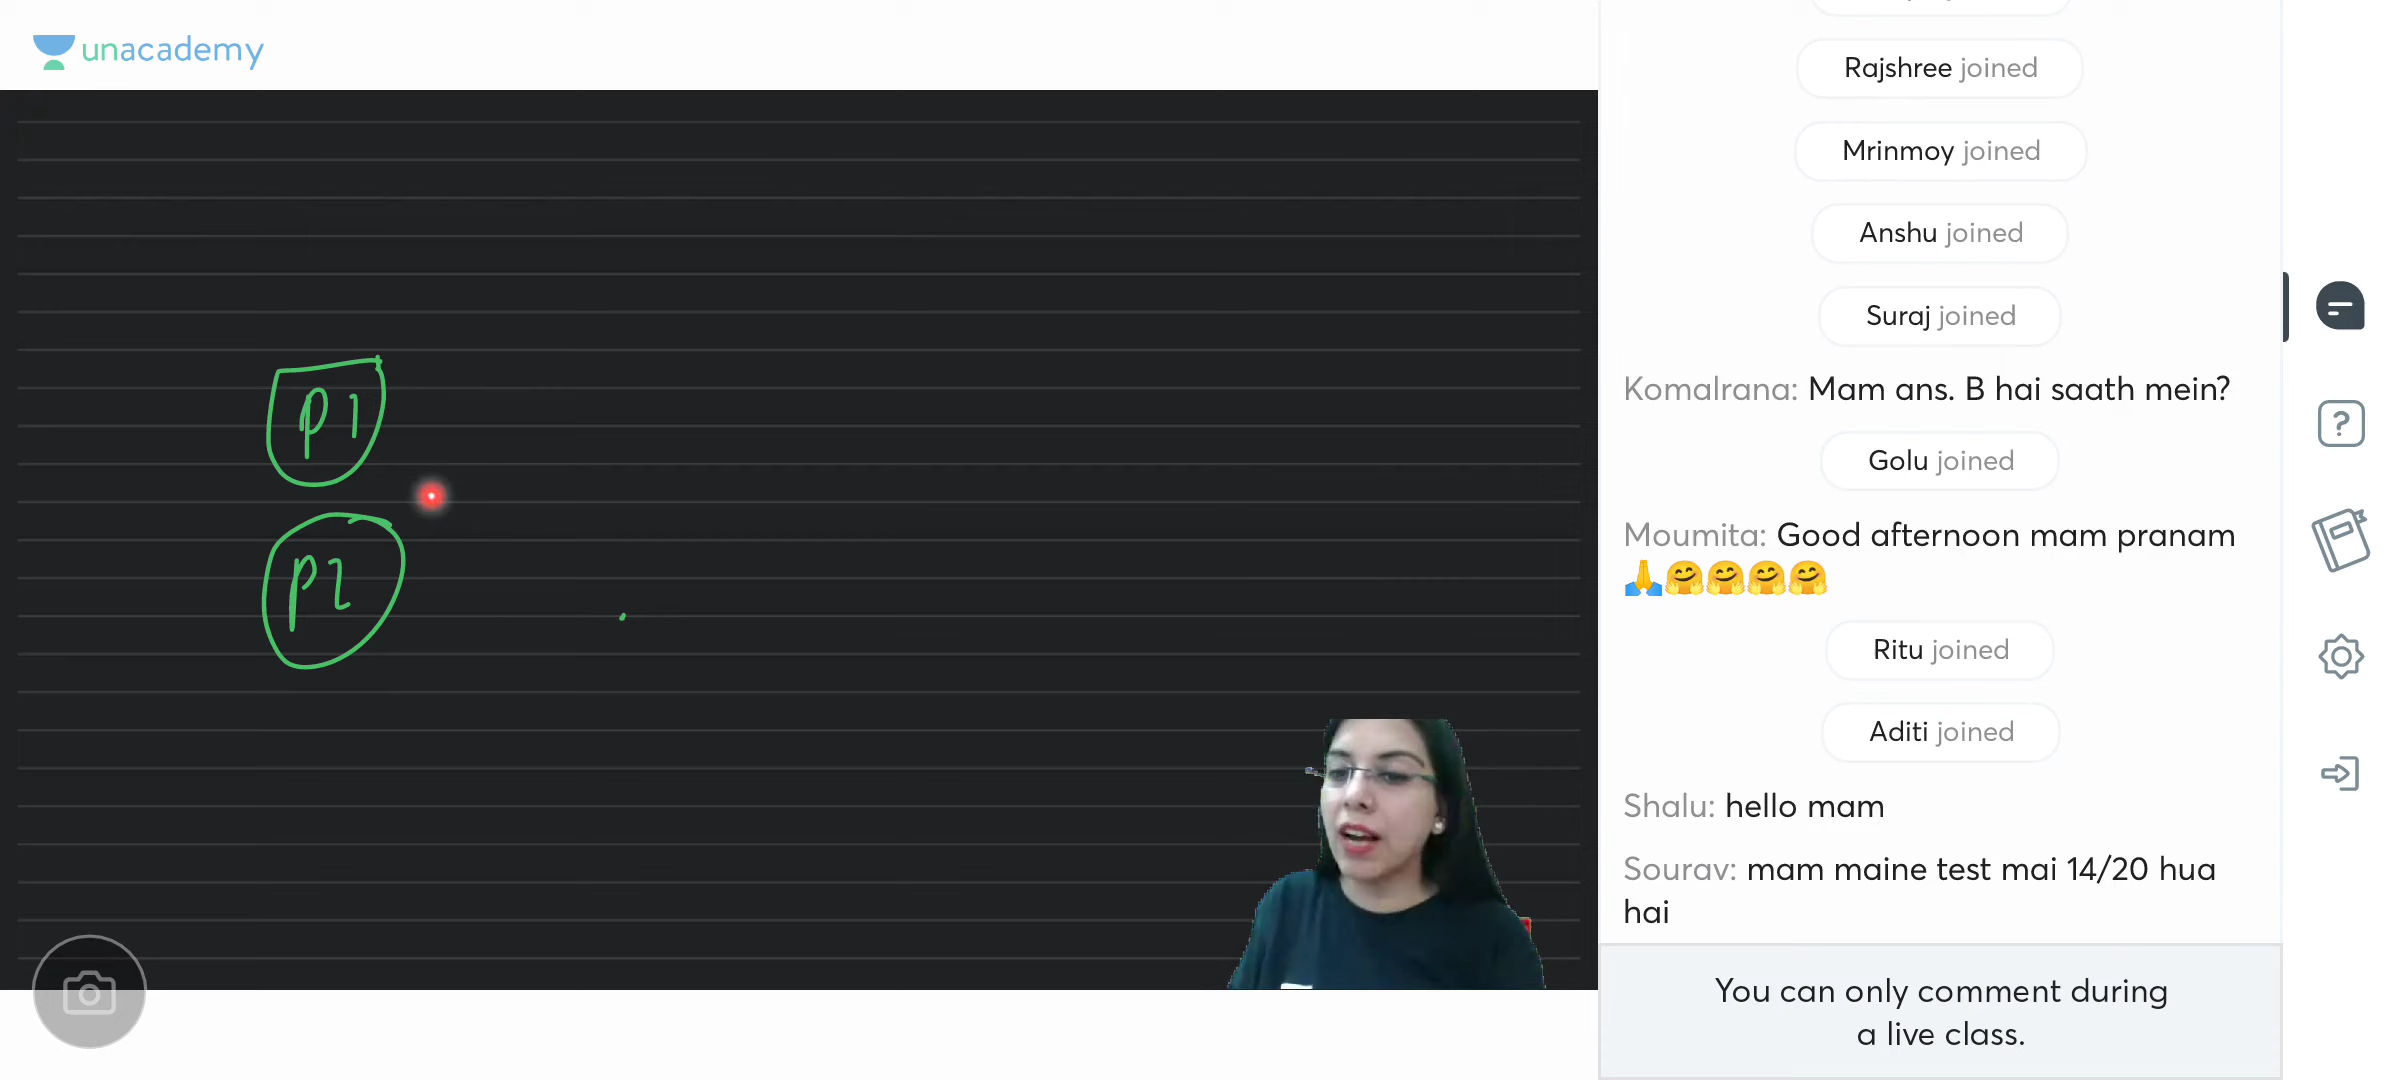 unacademy
P1
P2
Rajshree joined
Mrinmoy joined
Anshu joined
Suraj joined
Komalrana: Mam ans. B hai saath mein?
Golu joined
Moumita: Good afternoon mam pranam
🙏🤗🤗🤗🤗
Ritu joined
Aditi joined
Shalu: hello mam
Sourav: mam maine test mai 14/20 hua
hai
You can only comment during
a live class.